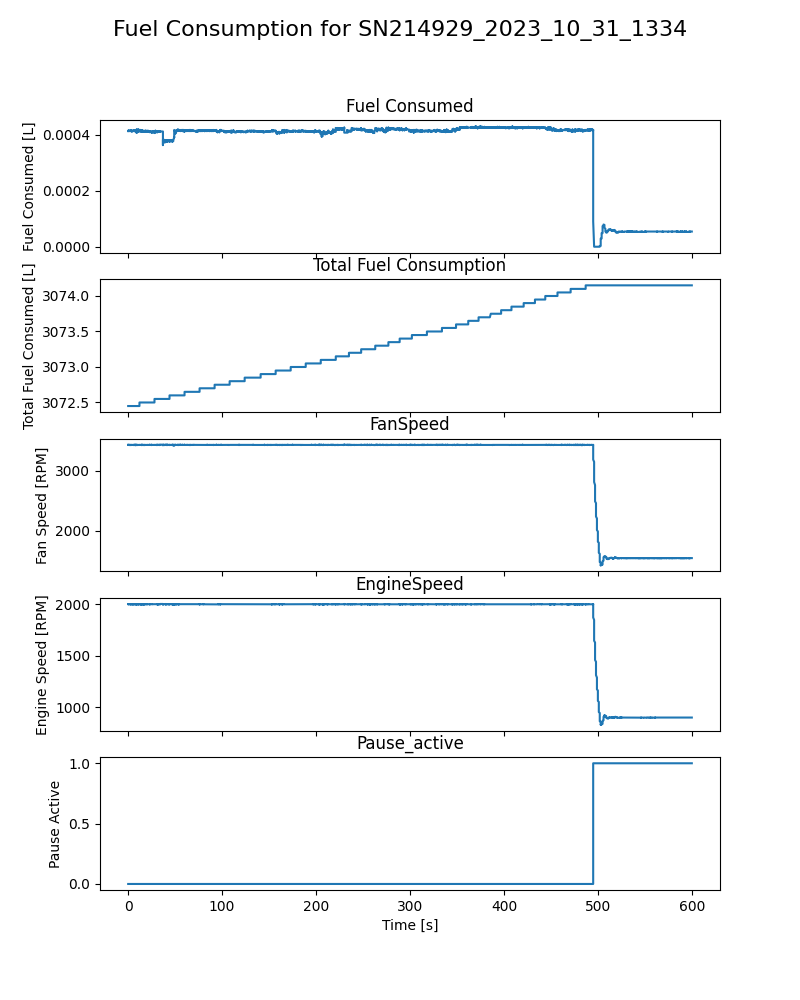 Fuel Consumption for SN214929_2023_10_31_1334
Fuel Consumed
Fuel Consumed [L]
0.0004
0.0002
0.0000
Total Fuel Consumption
Total Fuel Consumed [L]
3074.0
3073.5
3073.0
3072.5
FanSpeed
Fan Speed [RPM]
3000
2000
EngineSpeed
Engine Speed [RPM]
2000
1500
1000
Pause_active
Pause Active
1.0
0.5
0.0
0 100 200 300 400 500 600
Time [s]